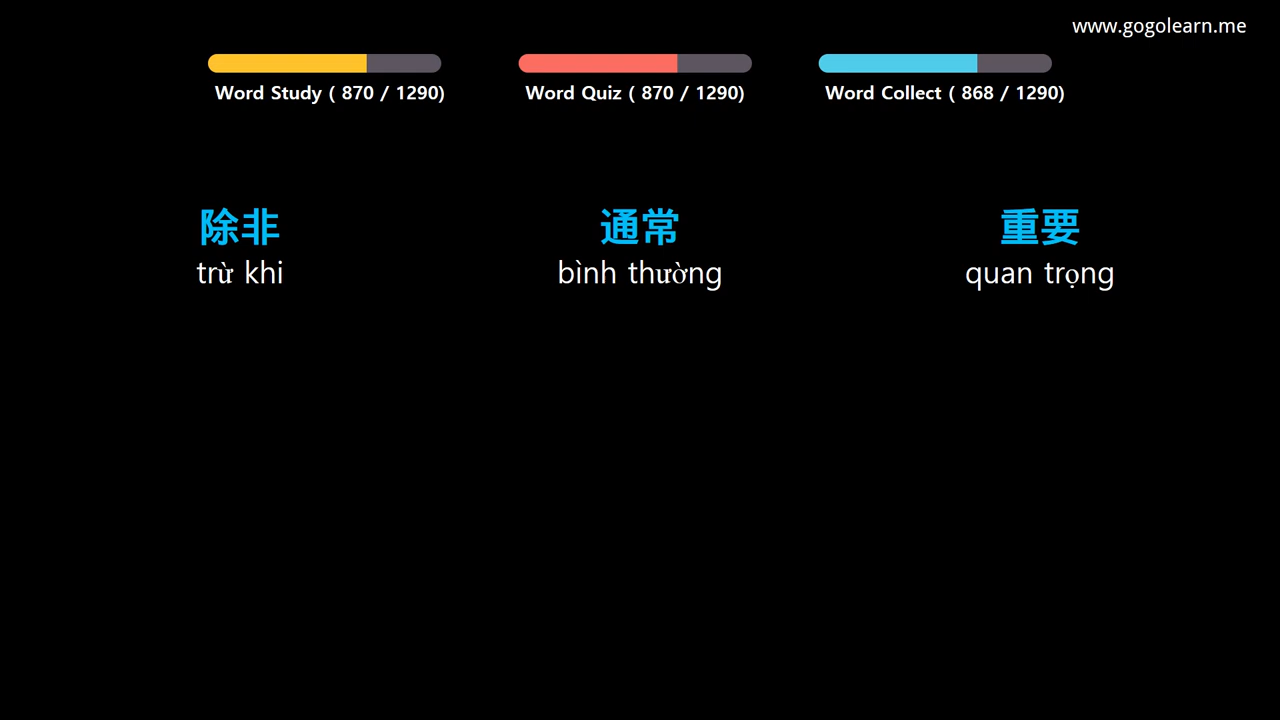 www.gogolearn.me
Word Study ( 870 / 1290)
Word Quiz ( 870 / 1290)
Word Collect ( 868 / 1290)
除非
trừ khi
通常
bình thường
重要
quan trọng